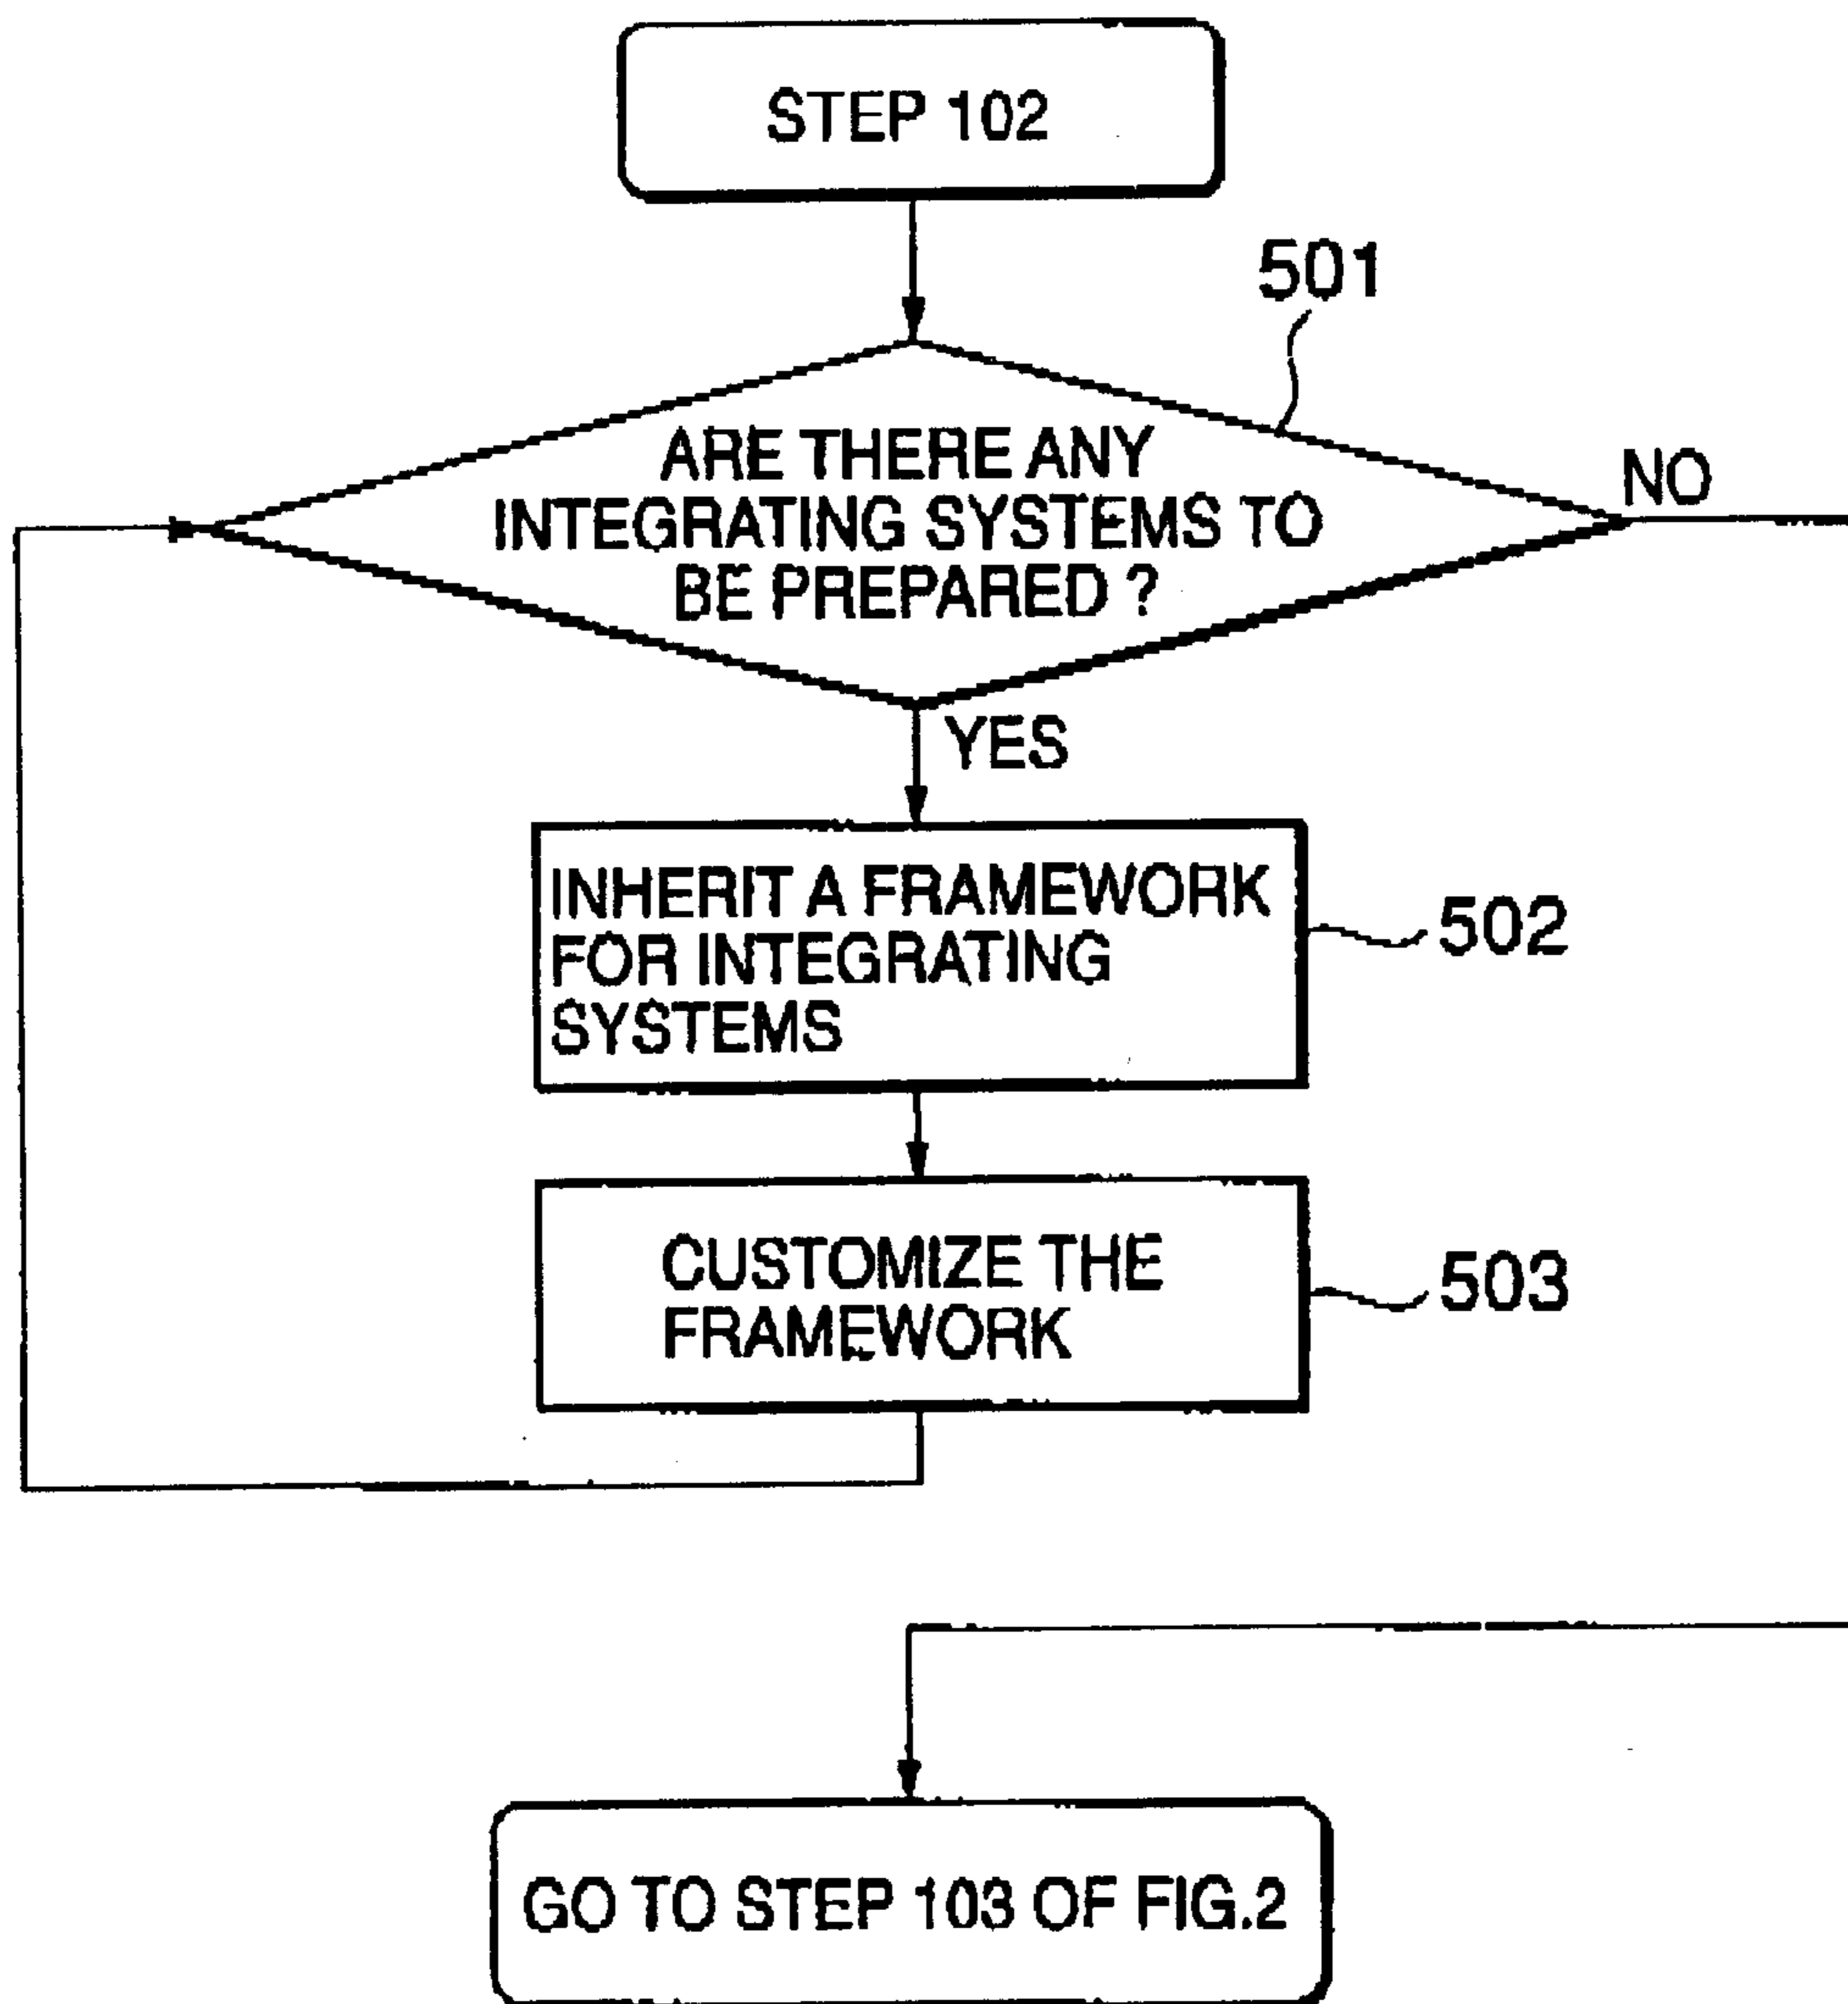 STEP 102
501
ARE THERE ANY
INTEGRATING SYSTEMS TO
BE PREPARED ?
NO
YES
INHERIT A FRAMEWORK
FOR INTEGRATING
SYSTEMS
502
CUSTOMIZE THE
FRAMEWORK
503
GO TO STEP 103 OF FIG.2